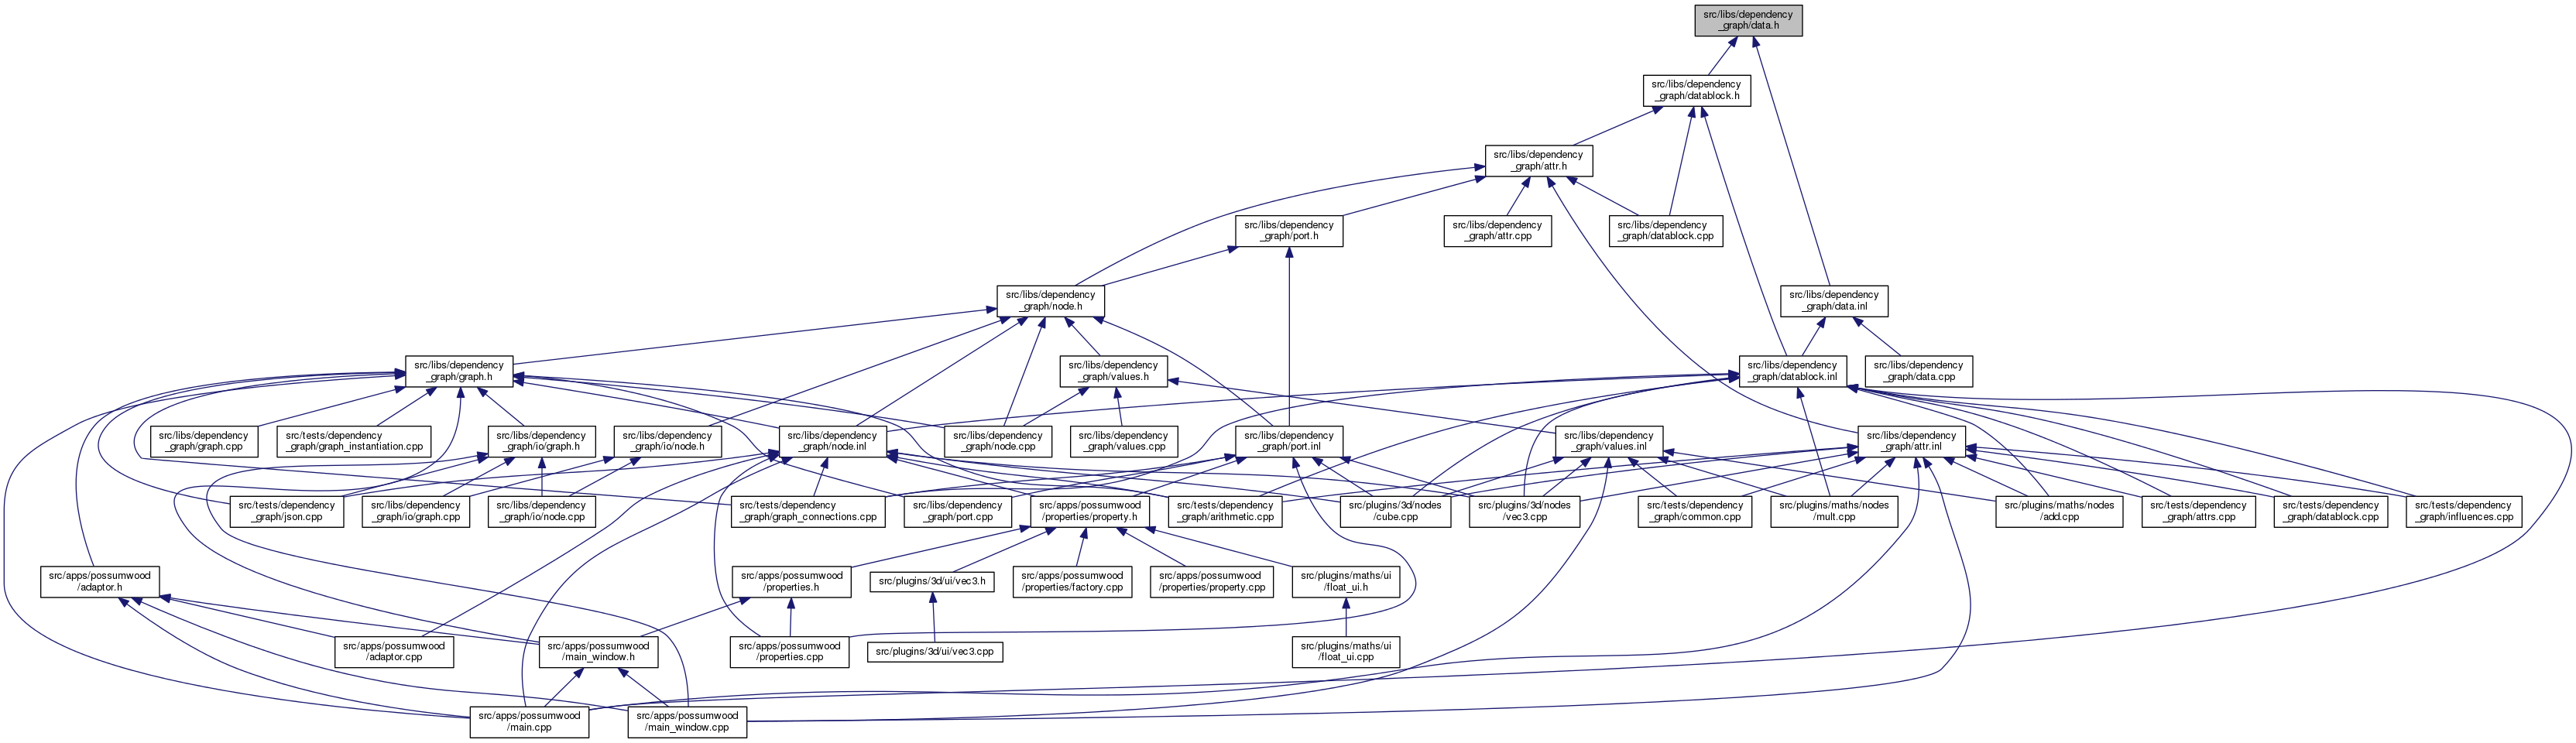 src/libs/dependency
_graph/data.h
src/libs/dependency
_graph/datablock.h
src/libs/dependency
_graph/attr.h
src/libs/dependency
_graph/port.h
src/libs/dependency
_graph/attr.cpp
src/libs/dependency
_graph/datablock.cpp
src/libs/dependency
_graph/node.h
src/libs/dependency
_graph/data.inl
src/libs/dependency
_graph/graph.h
src/libs/dependency
_graph/values.h
src/libs/dependency
_graph/datablock.inl
src/libs/dependency
_graph/data.cpp
src/libs/dependency
_graph/graph.cpp
src/tests/dependency
_graph/graph_instantiation.cpp
src/libs/dependency
_graph/io/graph.h
src/libs/dependency
_graph/io/node.h
src/libs/dependency
_graph/node.inl
src/libs/dependency
_graph/node.cpp
src/libs/dependency
_graph/values.cpp
src/libs/dependency
_graph/port.inl
src/libs/dependency
_graph/values.inl
src/libs/dependency
_graph/attr.inl
src/tests/dependency
_graph/json.cpp
src/libs/dependency
_graph/io/graph.cpp
src/libs/dependency
_graph/io/node.cpp
src/tests/dependency
_graph/graph_connections.cpp
src/libs/dependency
_graph/port.cpp
src/apps/possumwood
/properties/property.h
src/tests/dependency
_graph/arithmetic.cpp
src/plugins/3d/nodes
/cube.cpp
src/plugins/3d/nodes
/vec3.cpp
src/tests/dependency
_graph/common.cpp
src/plugins/maths/nodes
/mult.cpp
src/plugins/maths/nodes
/add.cpp
src/tests/dependency
_graph/attrs.cpp
src/tests/dependency
_graph/datablock.cpp
src/tests/dependency
_graph/influences.cpp
src/apps/possumwood
/adaptor.h
src/apps/possumwood
/properties.h
src/plugins/3d/ui/vec3.h
src/apps/possumwood
/properties/factory.cpp
src/apps/possumwood
/properties/property.cpp
src/plugins/maths/ui
/float_ui.h
src/apps/possumwood
/adaptor.cpp
src/apps/possumwood
/main_window.h
src/apps/possumwood
/properties.cpp
src/plugins/3d/ui/vec3.cpp
src/plugins/maths/ui
/float_ui.cpp
src/apps/possumwood
/main.cpp
src/apps/possumwood
/main_window.cpp